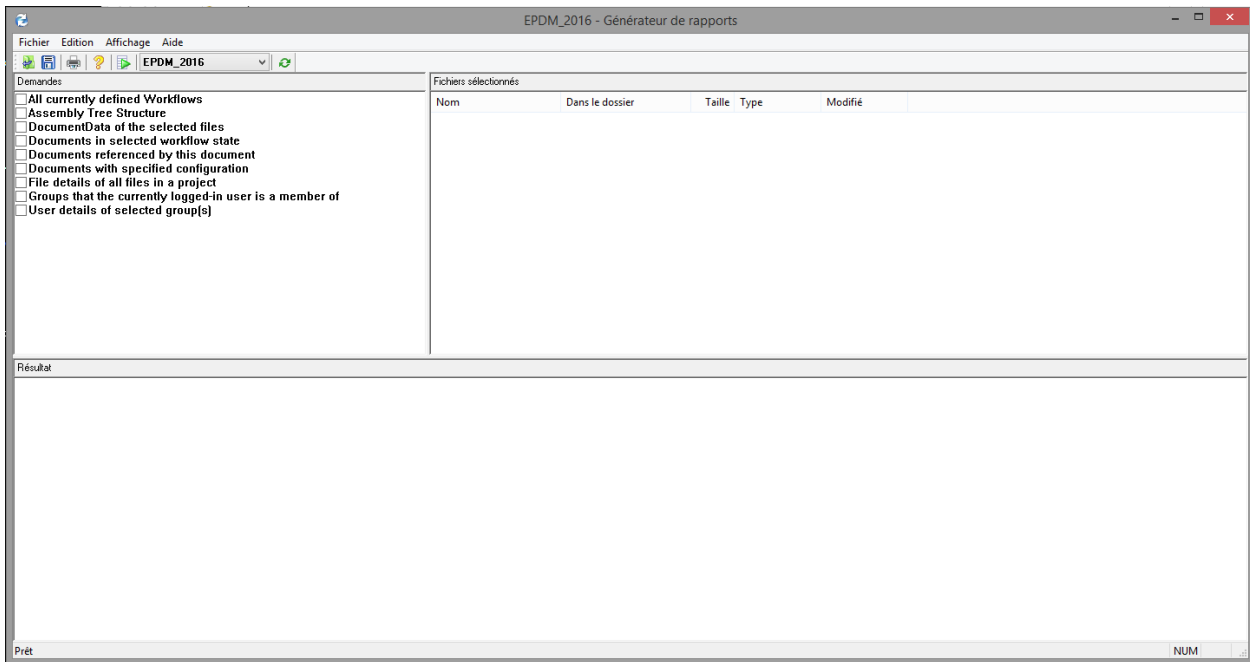 EPDM_2016 - Générateur de rapports
Fichier Edition Affichage Aide
EPDM_2016
Demandes
All currently defined Workflows
Assembly Tree Structure
DocumentData of the selected files
Documents in selected workflow state
Documents referenced by this document
Documents with specified configuration
File details of all files in a project
Groups that the currently logged-in user is a member of
User details of selected group(s)
Fichiers sélectionnés
Nom Dans le dossier Taille Type Modifié
Résultat
Prêt NUM